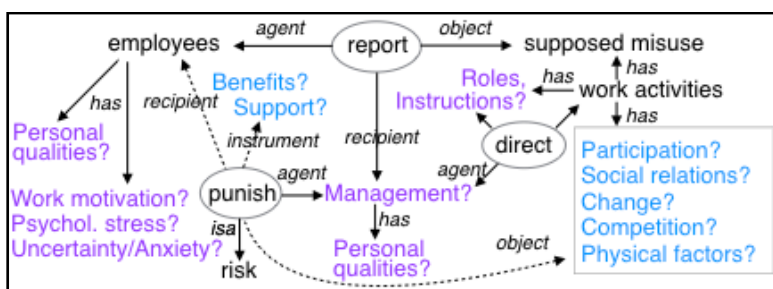 employees
agent
report
object
supposed misuse
has
Benefits?
Support?
Roles,
Instructions?
has
work activities
has
recipient
has
Personal
qualities?
instrument
recipient
direct
Participation?
Social relations?
Change?
Competition?
Physical factors?
agent
punish
agent
Management?
Work motivation?
Psychol. stress?
Uncertainty/Anxiety?
isa
risk
has
Personal
qualities?
object